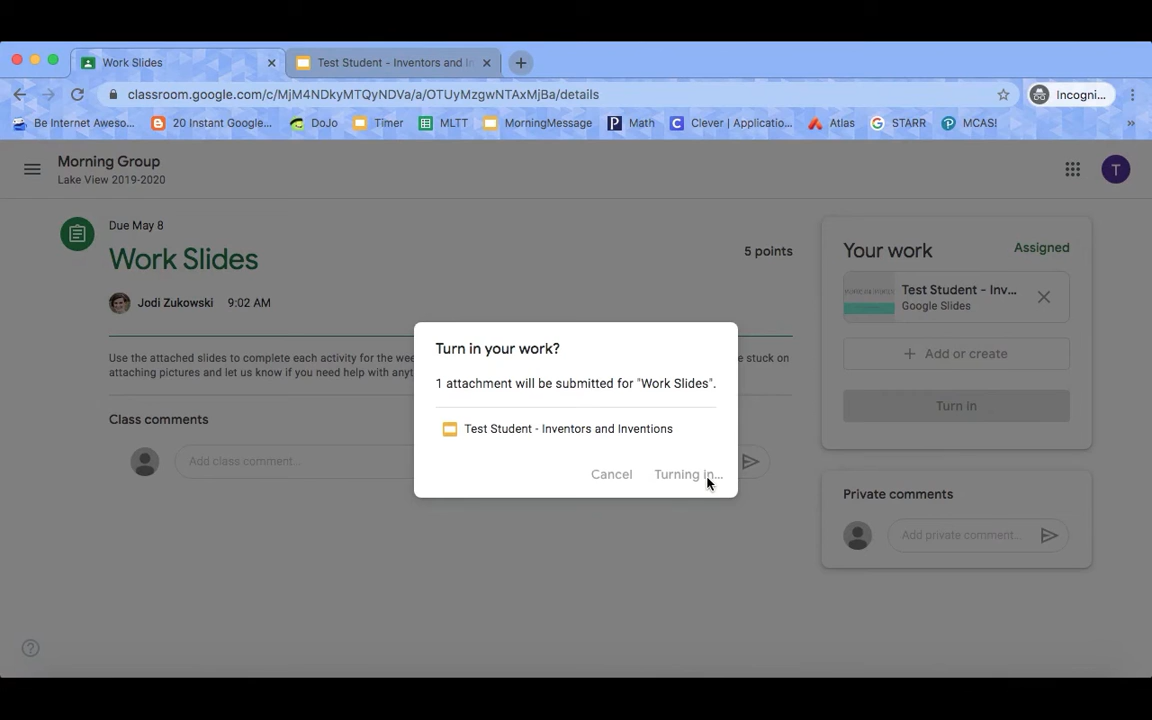 Work Slides
Test Student - Inventors and In
classroom.google.com/c/MjM4NDkyMTQyNDVa/a/OTUyMzgwNTAxMjBa/details
Incogni...
Be Internet Aweso...
20 Instant Google...
DoJo
Timer
MLTT
MorningMessage
Math
Clever | Applicatio...
Atlas
STARR
MCAS!
»
Morning Group
Lake View 2019-2020
T
Due May 8
Work Slides
5 points
Jodi Zukowski 9:02 AM
Use the attached slides to complete each activity for the wee
e stuck on
attaching pictures and let us know if you need help with anyt
Class comments
Add class comment...
Your work
Assigned
Test Student - Inv...
Google Slides
+ Add or create
Turn in
Private comments
Add private comment...
Turn in your work?
1 attachment will be submitted for "Work Slides".
Test Student - Inventors and Inventions
Cancel
Turning in...
?